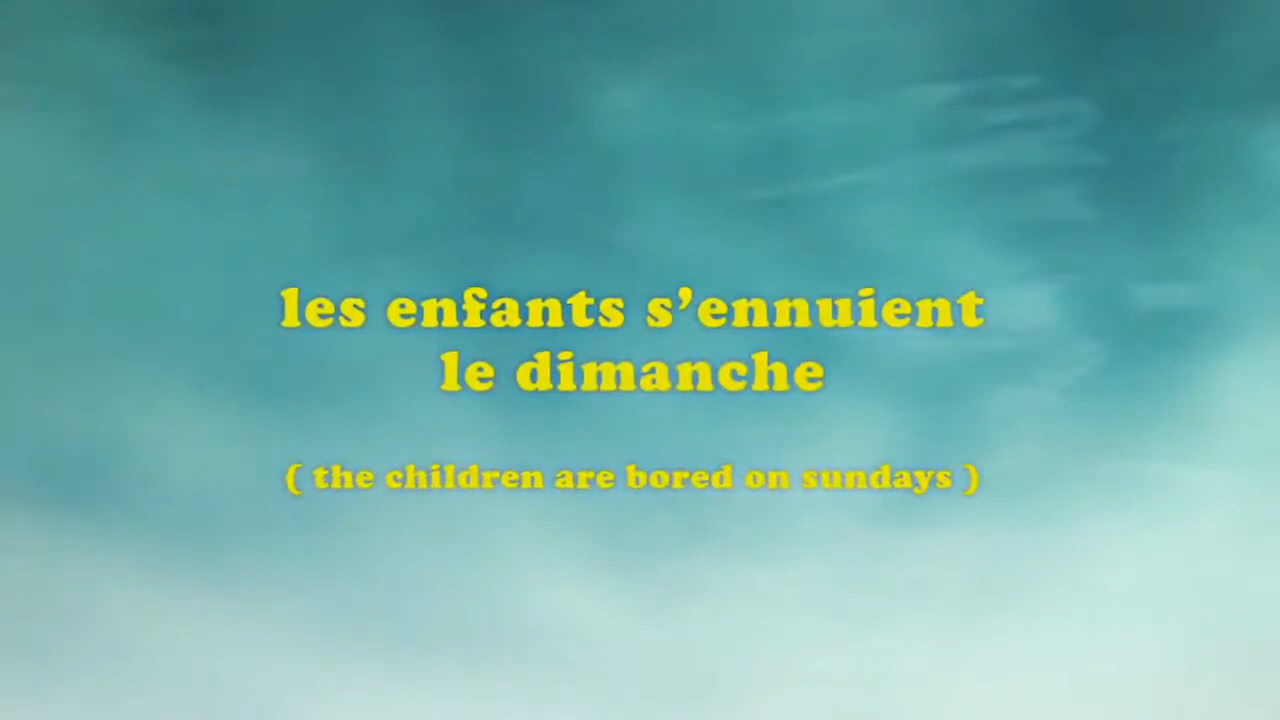 les enfants s’ennuient
le dimanche
( the children are bored on sundays )